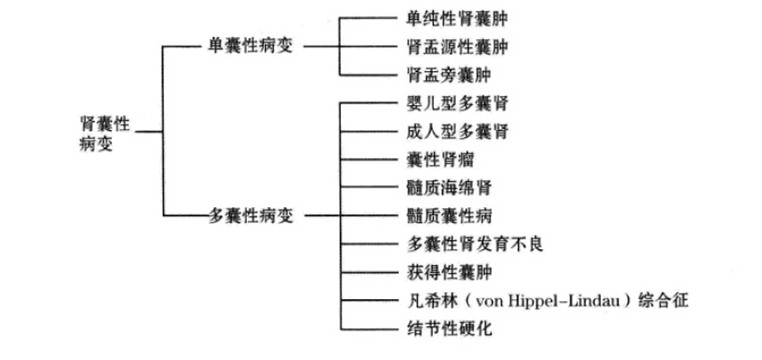 肾囊性
病变
单囊性病变
单纯性肾囊肿
肾盂源性囊肿
肾盂旁囊肿
多囊性病变
婴儿型多囊肾
成人型多囊肾
囊性肾瘤
髓质海绵肾
髓质囊性病
多囊性肾发育不良
获得性囊肿
凡希林（von Hippel-Lindau）综合征
结节性硬化